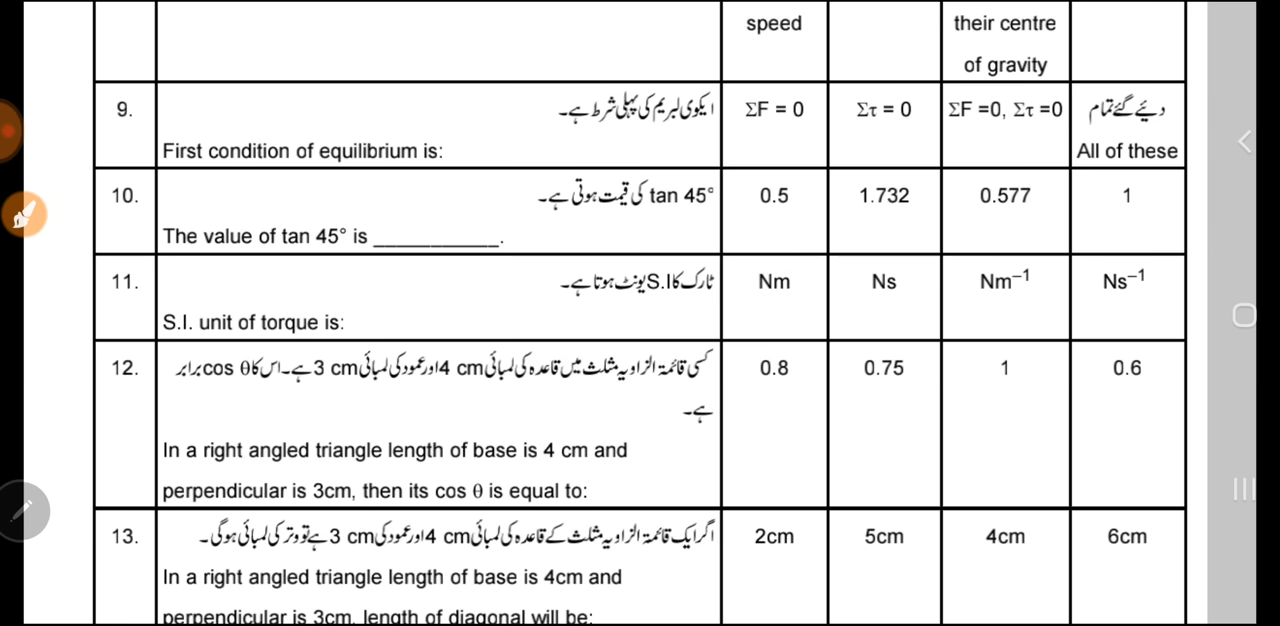 speed
their centre
of gravity
9.
ایکوی لبریم کی پہلی شرط ہے۔
First condition of equilibrium is:
ΣF = 0
Στ = 0
ΣF =0, Στ =0
دیئے گئے تمام
All of these
10.
tan 45° کی قیمت ہوتی ہے۔
The value of tan 45° is ___________.
0.5
1.732
0.577
1
11.
ٹارک کا S.I یونٹ ہوتا ہے۔
S.I. unit of torque is:
Nm
Ns
Nm⁻¹
Ns⁻¹
12.
کسی قائمۃ الزاویہ مثلث میں قاعدہ کی لمبائی 4 cm اور عمود کی لمبائی 3 cm ہے۔ اس کا cos θ برابر
ہے۔
In a right angled triangle length of base is 4 cm and
perpendicular is 3cm, then its cos θ is equal to:
0.8
0.75
1
0.6
13.
اگر ایک قائمۃ الزاویہ مثلث کے قاعدہ کی لمبائی 4 cm اور عمود کی 3 cm ہے تو وتر کی لمبائی ہوگی۔
In a right angled triangle length of base is 4cm and
perpendicular is 3cm, length of diagonal will be:
2cm
5cm
4cm
6cm